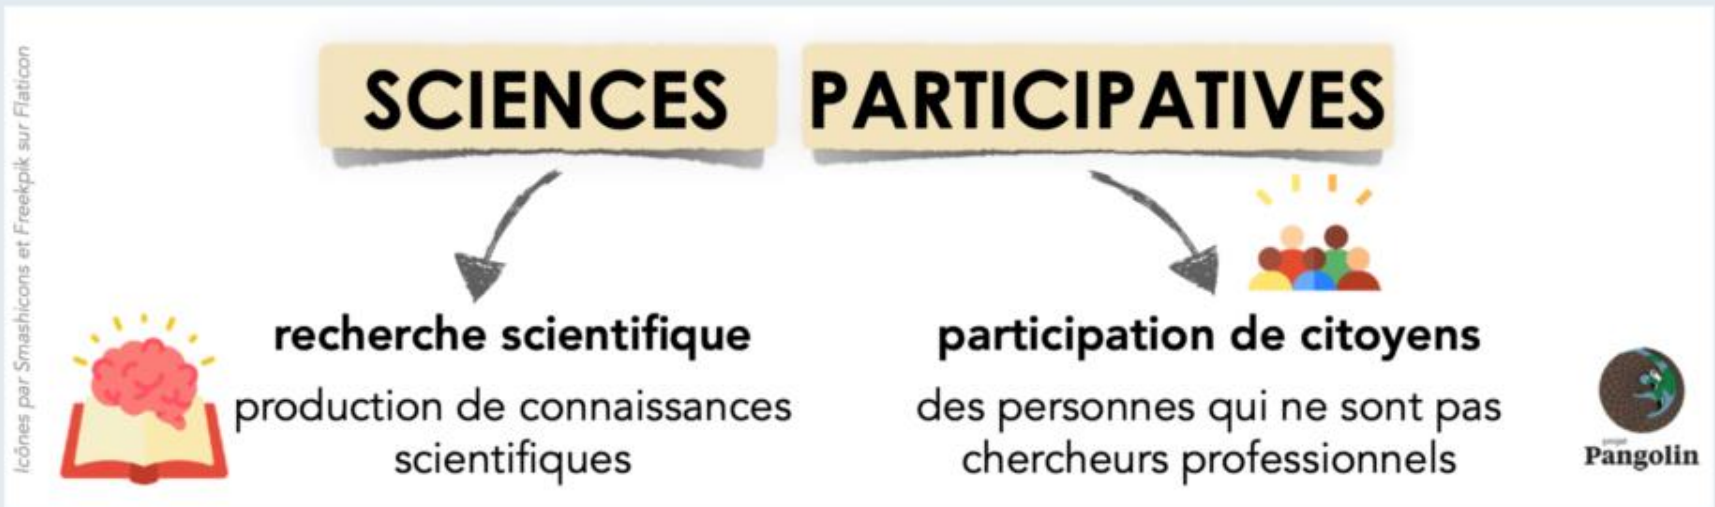 SCIENCES PARTICIPATIVES
recherche scientifique
production de connaissances
scientifiques
participation de citoyens
des personnes qui ne sont pas
chercheurs professionnels
Icônes par Smashicons et Freekpik sur Flaticon
projet
Pangolin